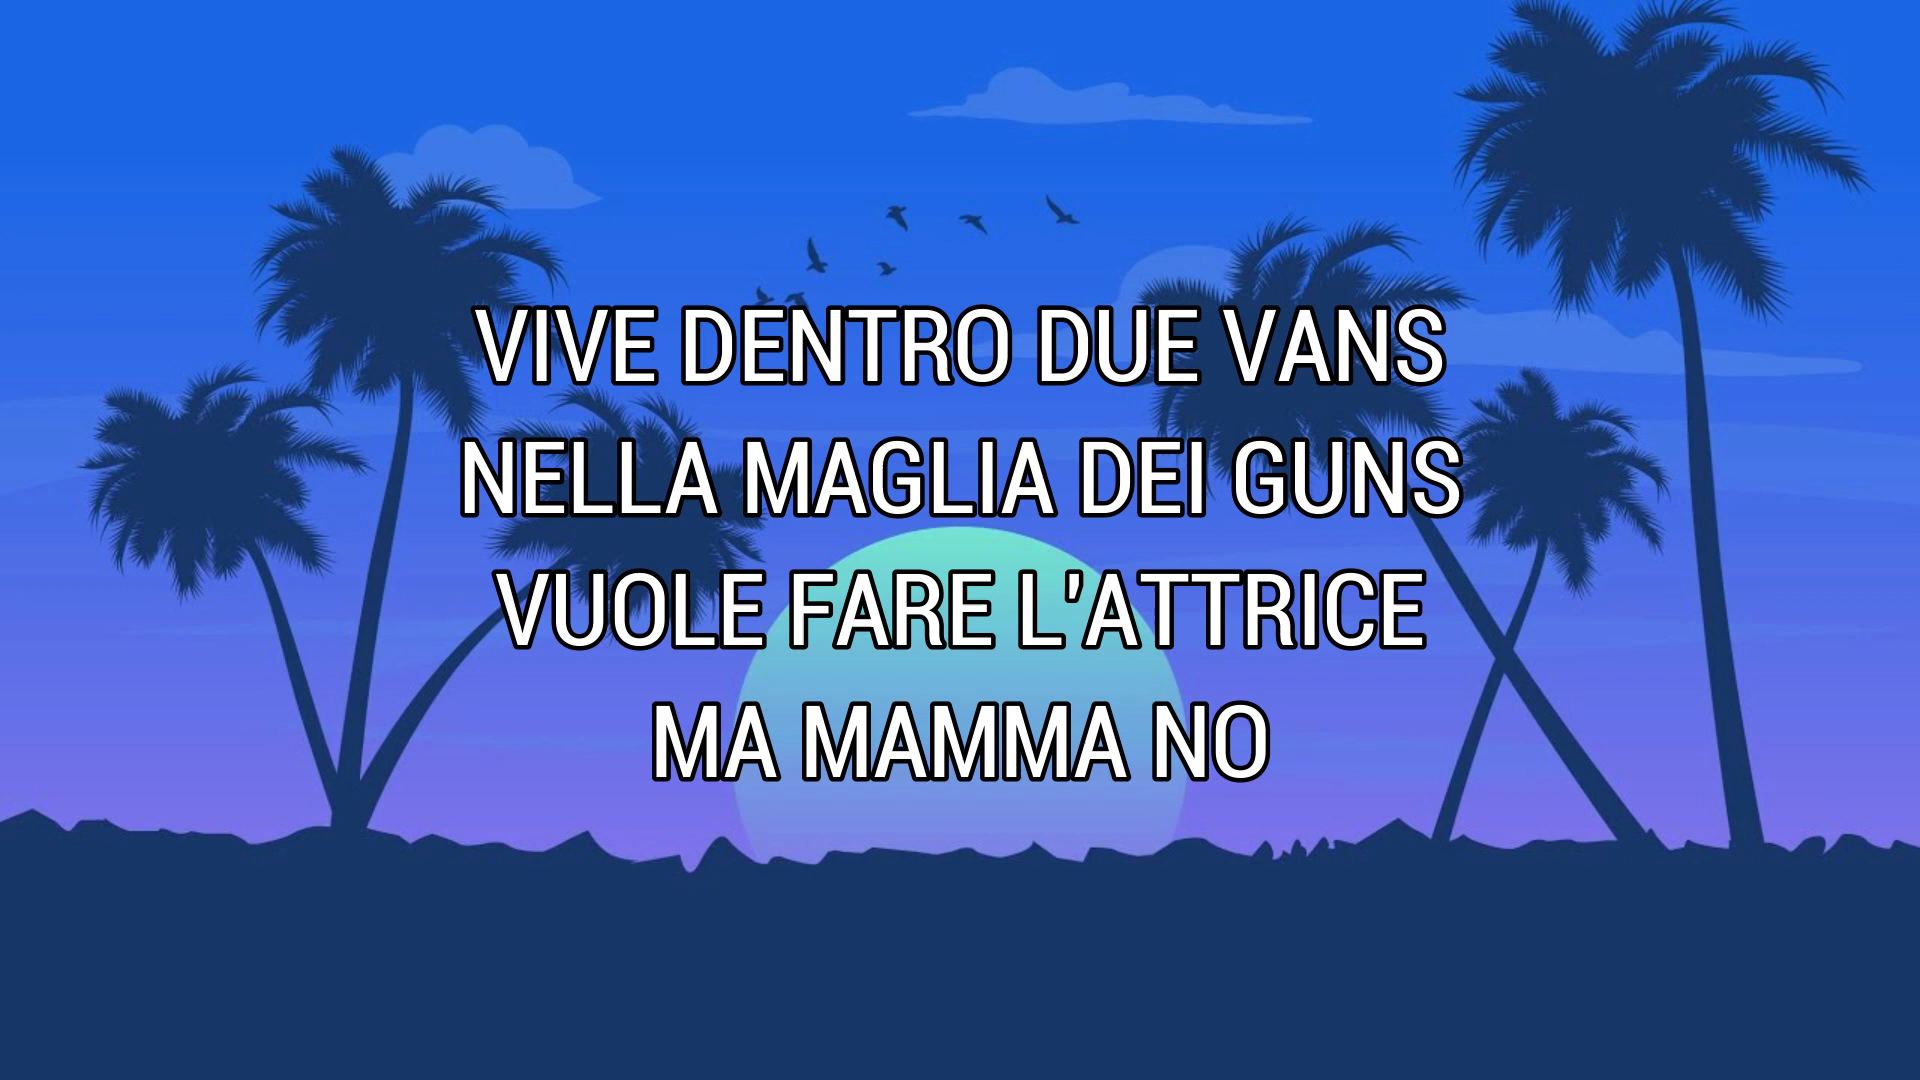 VIVE DENTRO DUE VANS
NELLA MAGLIA DEI GUNS
VUOLE FARE L'ATTRICE
MA MAMMA NO